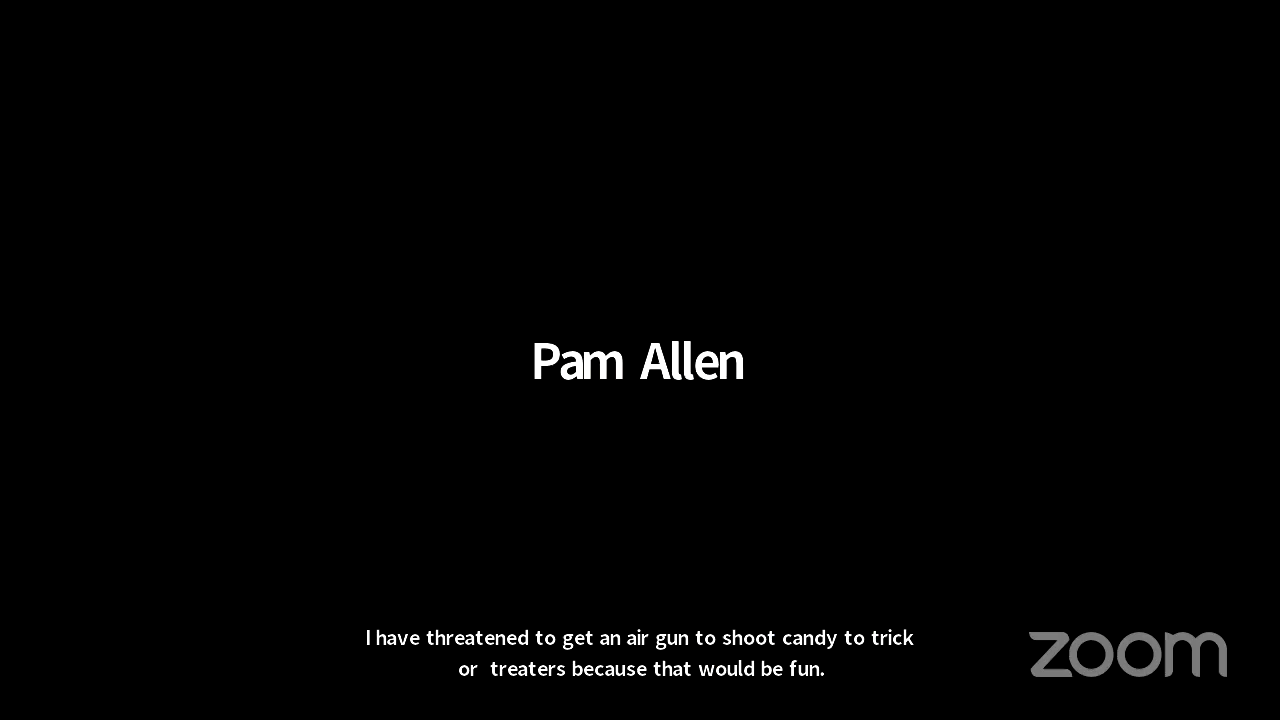 Pam Allen
I have threatened to get an air gun to shoot candy to trick
or treaters because that would be fun.
zoom